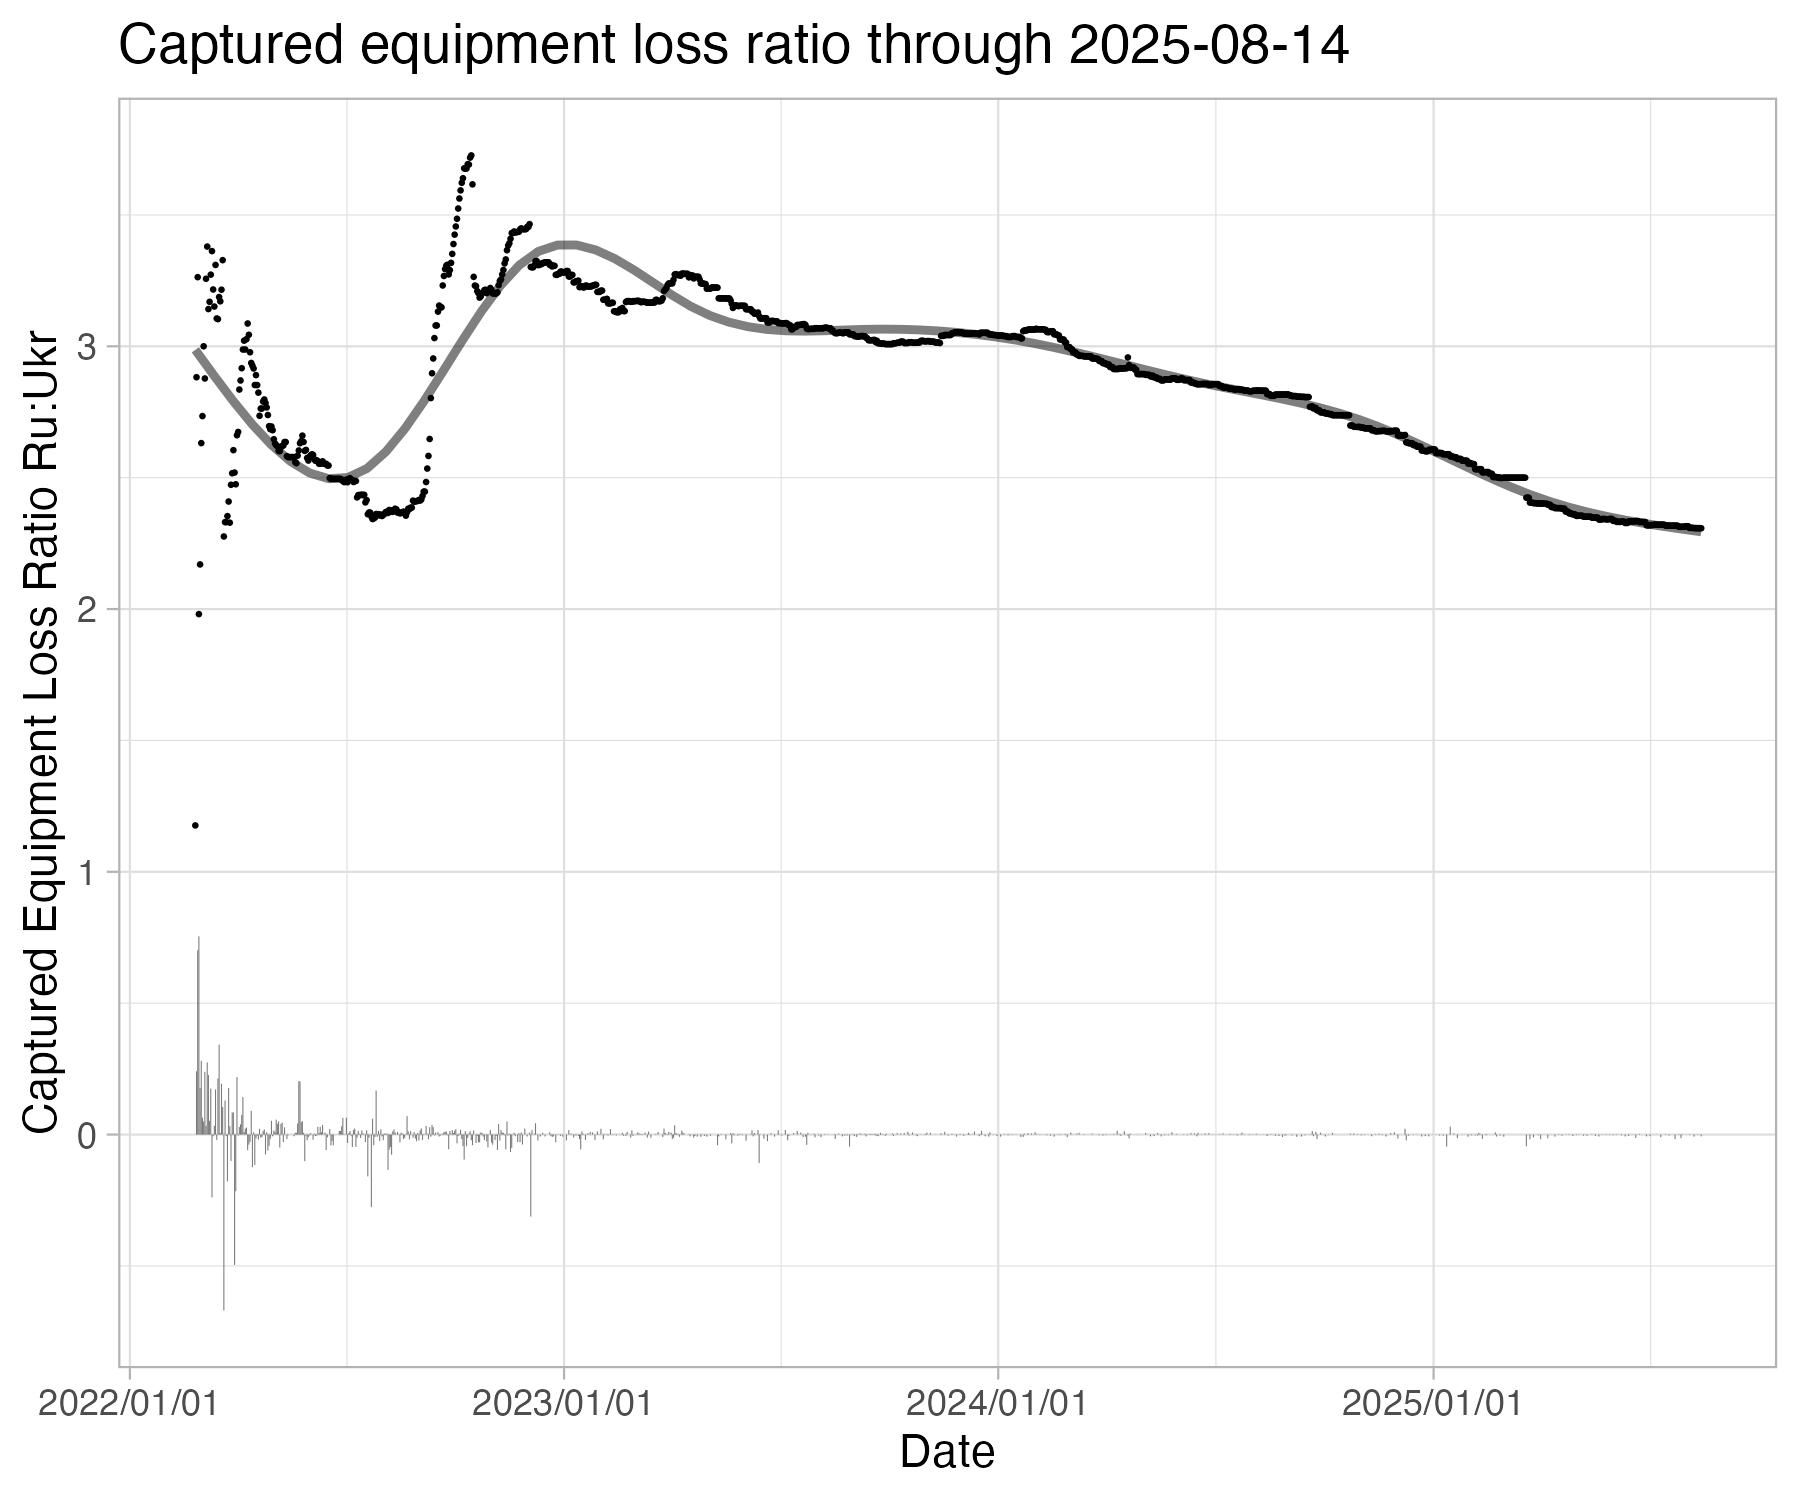 Captured equipment loss ratio through 2025-08-14
Captured Equipment Loss Ratio Ru:Ukr
3
2
1
0
2022/01/01
2023/01/01
2024/01/01
2025/01/01
Date